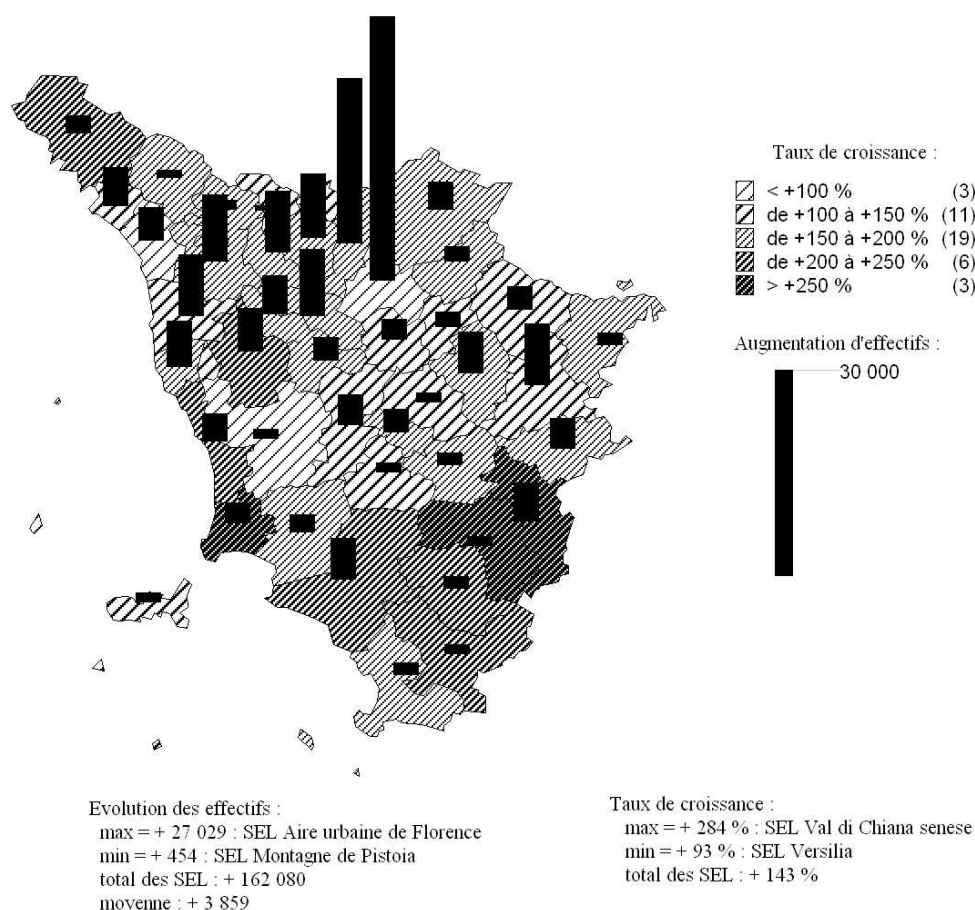 Taux de croissance :
< +100 % (3)
de +100 à +150 % (11)
de +150 à +200 % (19)
de +200 à +250 % (6)
> +250 % (3)
Augmentation d'effectifs :
30 000
Evolution des effectifs :
max = + 27 029 : SEL Aire urbaine de Florence
min = + 454 : SEL Montagne de Pistoia
total des SEL : + 162 080
movenne : + 3 859
Taux de croissance :
max = + 284 % : SEL Val di Chiana senese
min = + 93 % : SEL Versilia
total des SEL : + 143 %